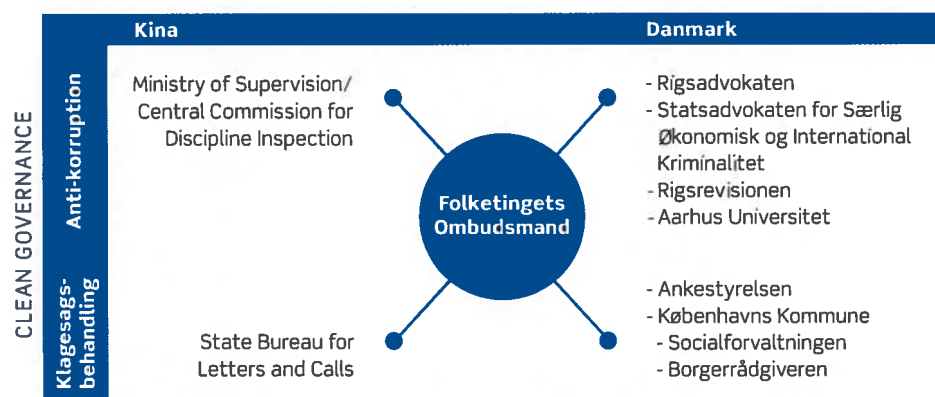 Kina
Danmark
CLEAN GOVERNANCE
Anti-korruption
Ministry of Supervision/
Central Commission for
Discipline Inspection
- Rigsadvokaten
- Statsadvokaten for Særlig
Økonomisk og International
Kriminalitet
- Rigsrevisionen
- Aarhus Universitet
Folketingets
Ombudsmand
Klagesags-
behandling
State Bureau for
Letters and Calls
- Ankestyrelsen
- Københavns Kommune
- Socialforvaltningen
- Borgerrådgiveren